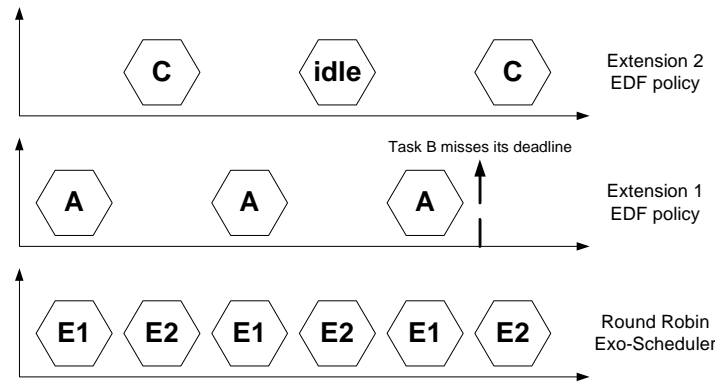 C
idle
C
Extension 2
EDF policy
Task B misses its deadline
A
A
A
Extension 1
EDF policy
E1
E2
E1
E2
E1
E2
Round Robin
Exo-Scheduler